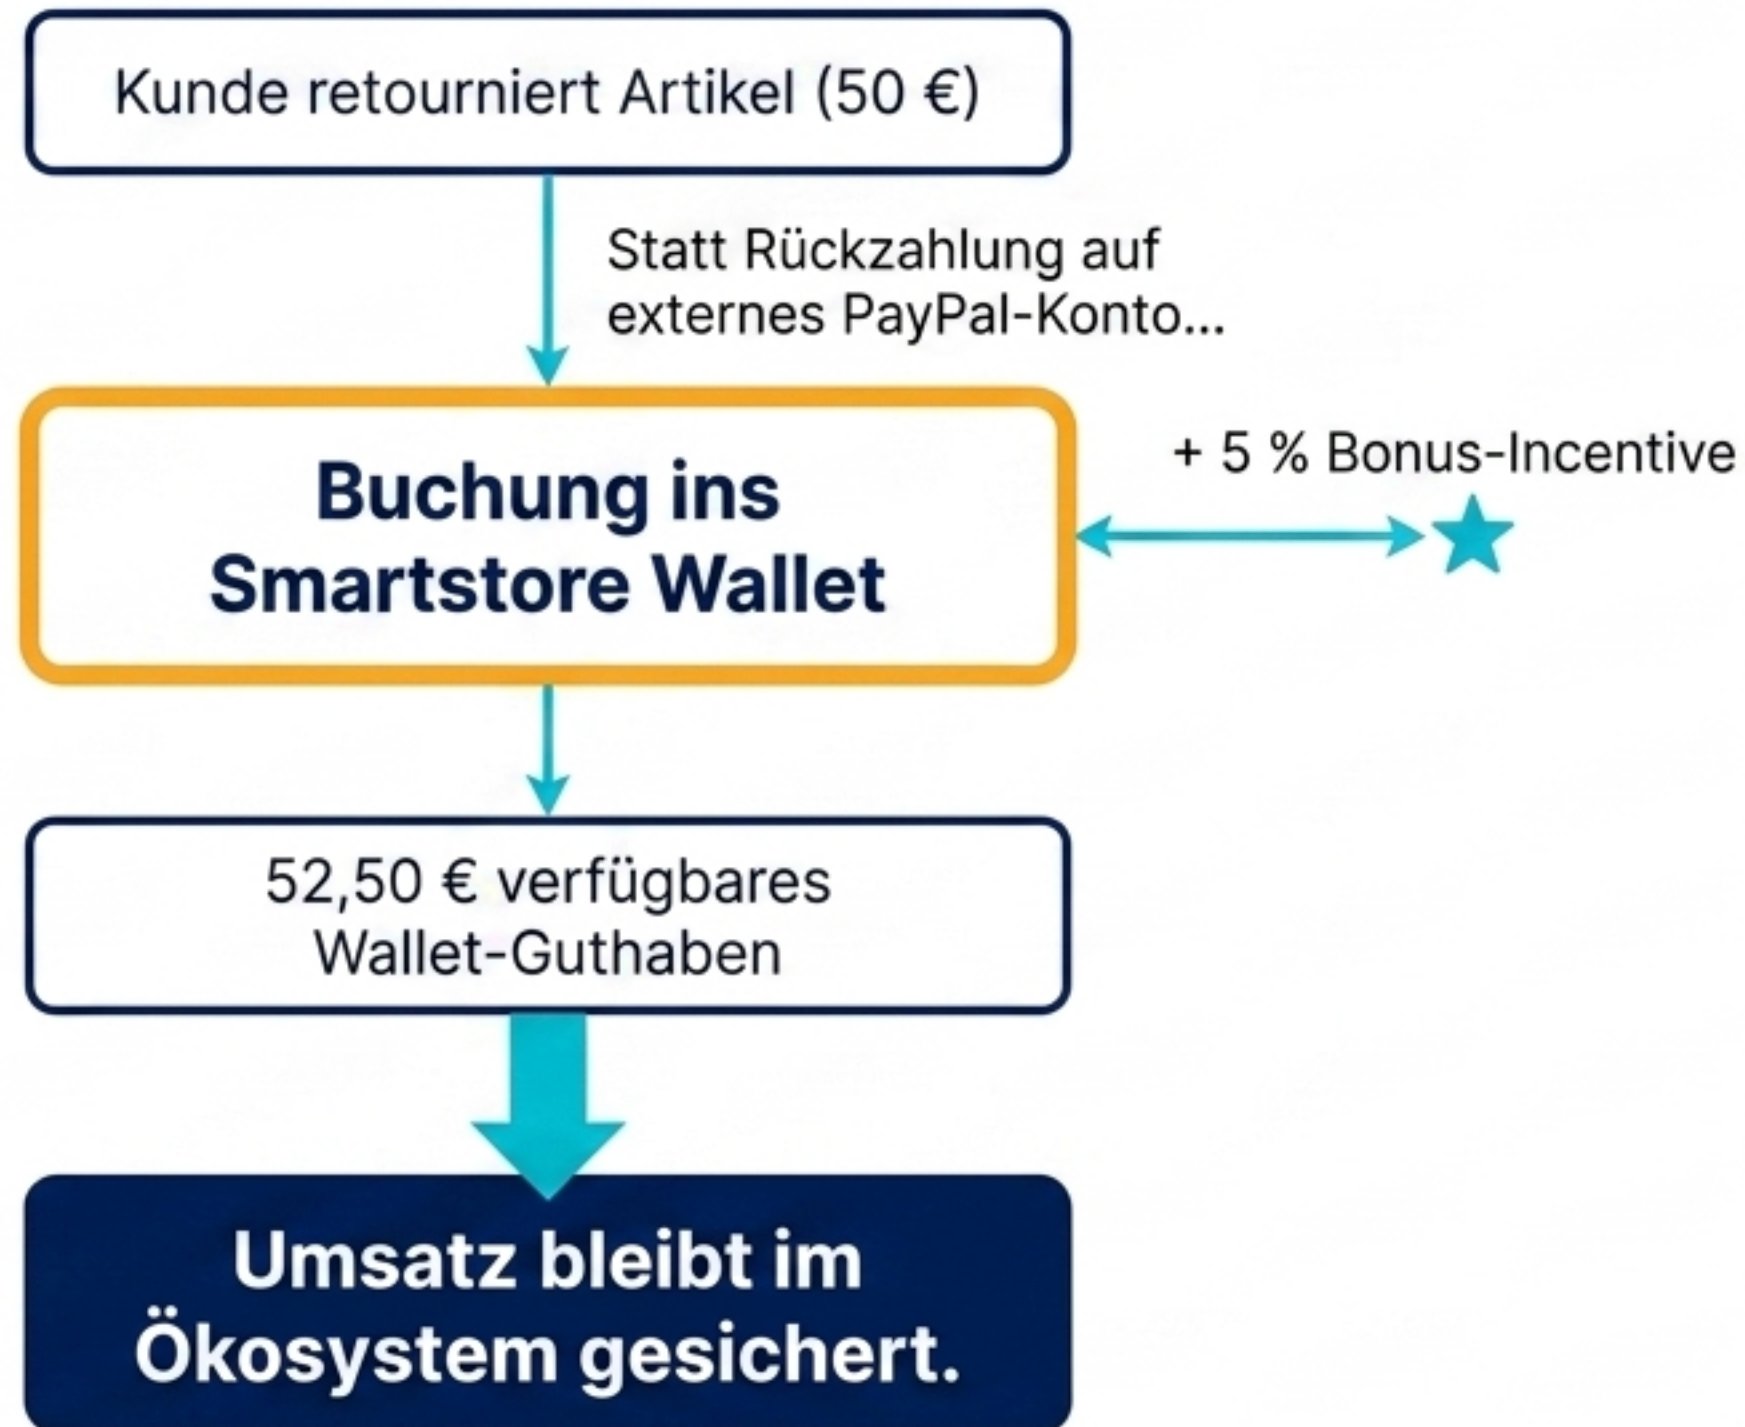 Kunde retourniert Artikel (50 €)
Statt Rückzahlung auf
externes PayPal-Konto...
+ 5 % Bonus-Incentive
Buchung ins
Smartstore Wallet
52,50 € verfügbares
Wallet-Guthaben
Umsatz bleibt im
Ökosystem gesichert.